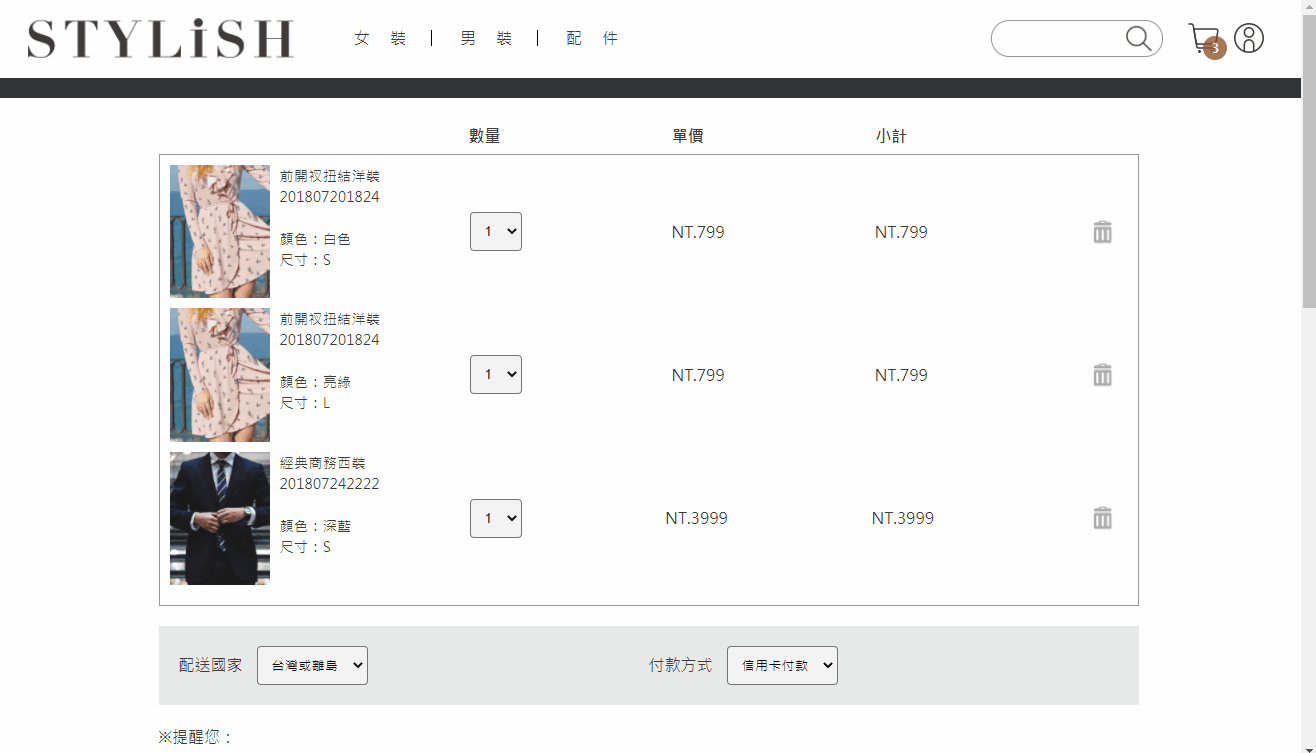 STYLiSH
女裝 | 男裝 | 配件
3
數量 單價 小計
前開衩扭結洋裝
201807201824
顏色：白色
尺寸：S
1 NT.799 NT.799
前開衩扭結洋裝
201807201824
顏色：亮綠
尺寸：L
1 NT.799 NT.799
經典商務西裝
201807242222
顏色：深藍
尺寸：S
1 NT.3999 NT.3999
配送國家 台灣或離島 付款方式 信用卡付款
※提醒您：